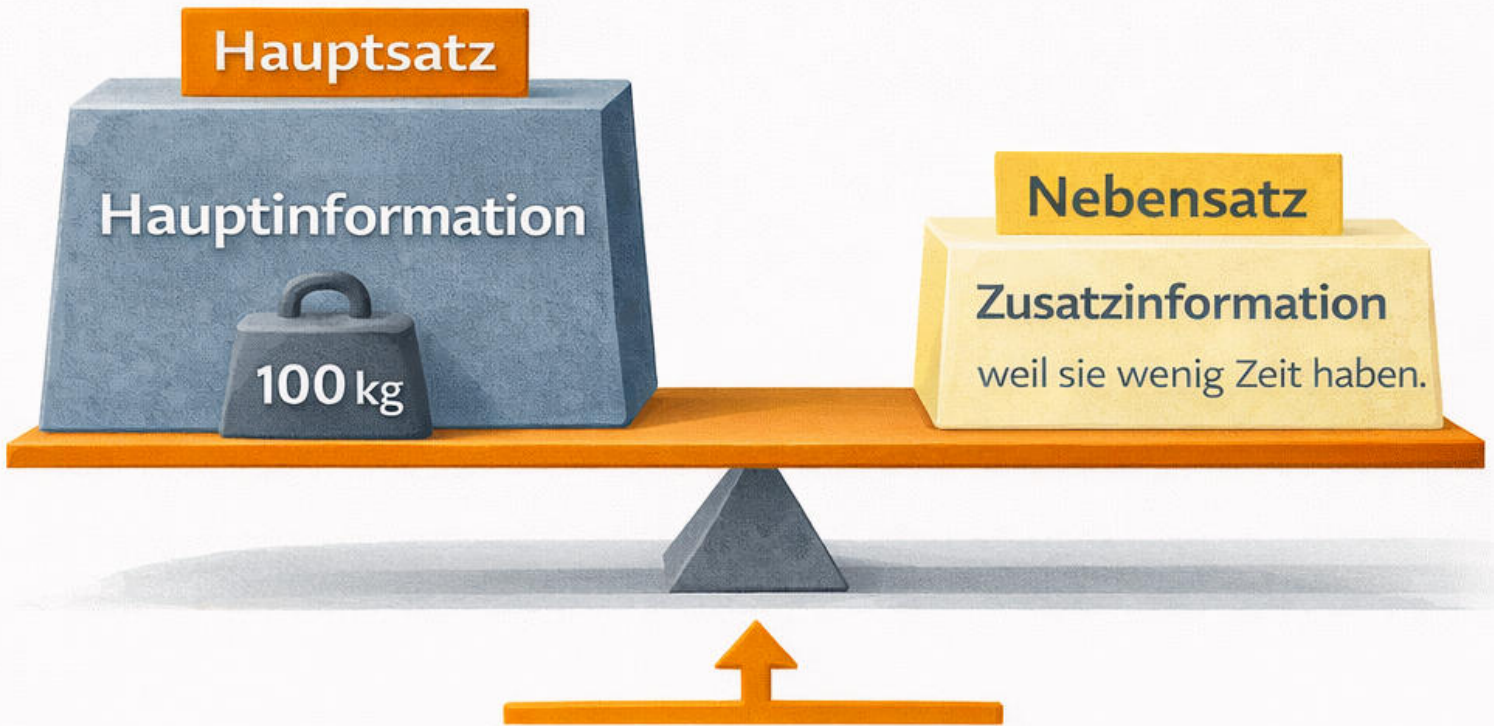 Hauptsatz
Hauptinformation
100 kg
Nebensatz
Zusatzinformation
weil sie wenig Zeit haben.